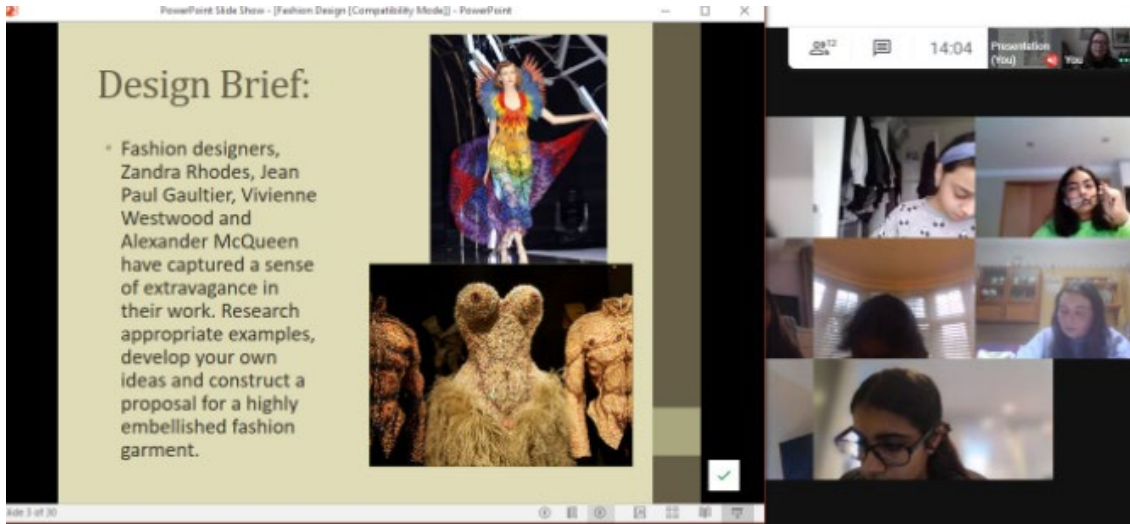 PowerPoint Slide Show - [Fashion Design [Compatibility Mode]] - PowerPoint
Design Brief:
• Fashion designers,
Zandra Rhodes, Jean
Paul Gaultier, Vivienne
Westwood and
Alexander McQueen
have captured a sense
of extravagance in
their work. Research
appropriate examples,
develop your own
ideas and construct a
proposal for a highly
embellished fashion
garment.
lide 3 of 30
12
14:04
Presentation
(You)
You